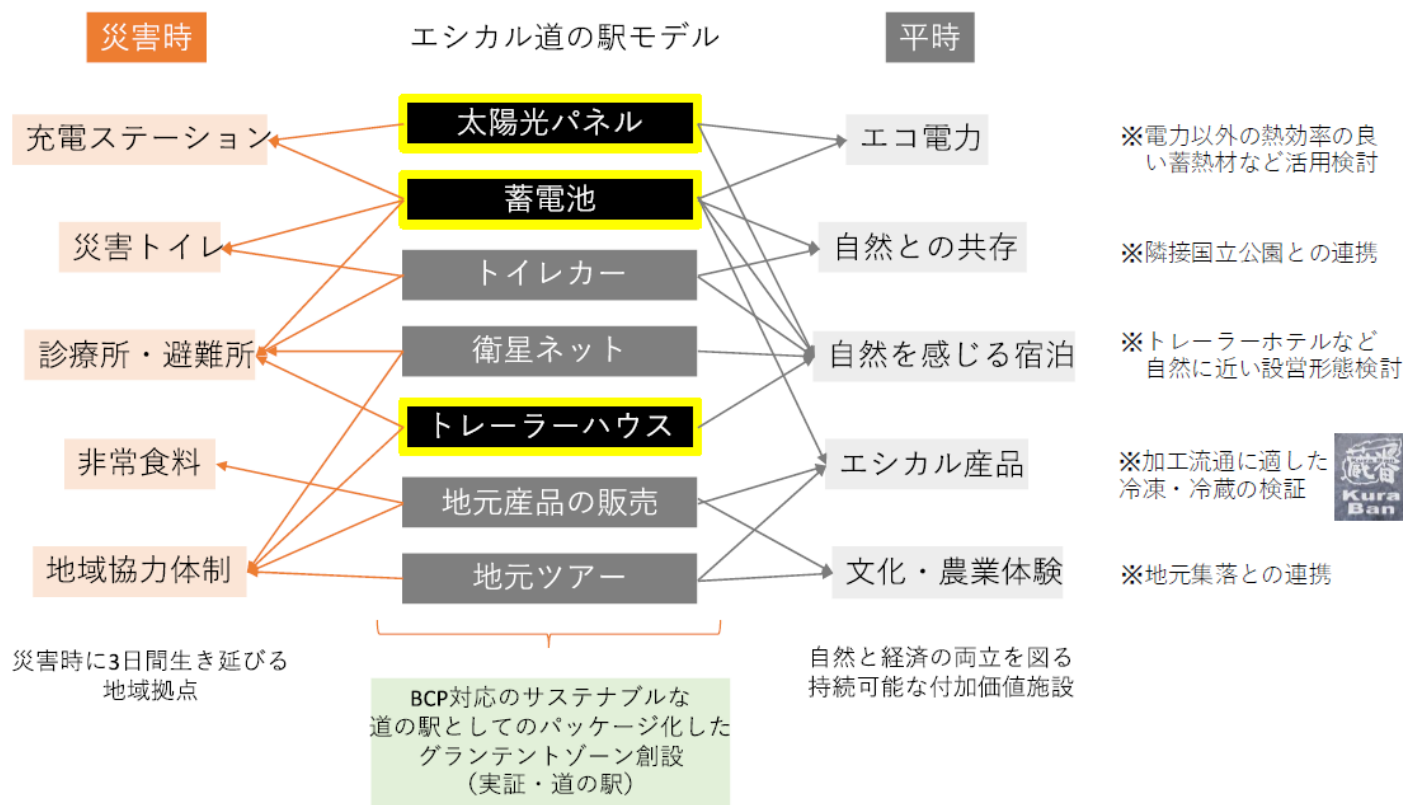 災害時
エシカル道の駅モデル
平時
太陽光パネル
蓄電池
トイレカー
衛星ネット
トレーラーハウス
地元産品の販売
地元ツアー
充電ステーション
災害トイレ
診療所・避難所
非常食料
地域協力体制
エコ電力
自然との共存
自然を感じる宿泊
エシカル産品
文化・農業体験
※電力以外の熱効率の良
い蓄熱材など活用検討
※隣接国立公園との連携
※トレーラーホテルなど
自然に近い設営形態検討
※加工流通に適した
冷凍・冷蔵の検証
蔵番
Kura
Ban
※地元集落との連携
災害時に3日間生き延びる
地域拠点
BCP対応のサステナブルな
道の駅としてのパッケージ化した
グランテントゾーン創設
（実証・道の駅）
自然と経済の両立を図る
持続可能な付加価値施設